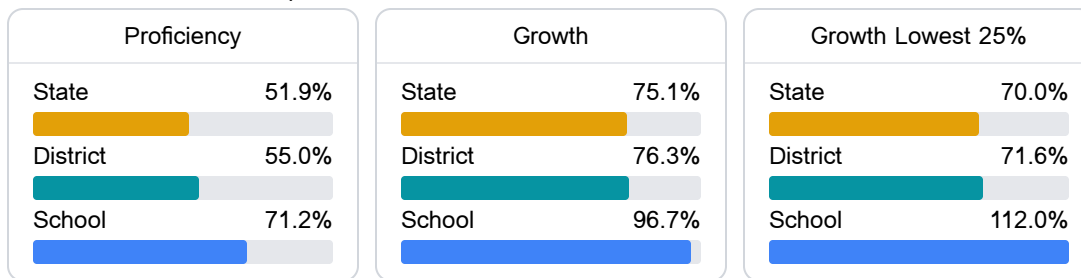 Proficiency
State 51.9%
District 55.0%
School 71.2%
Growth
State 75.1%
District 76.3%
School 96.7%
Growth Lowest 25%
State 70.0%
District 71.6%
School 112.0%